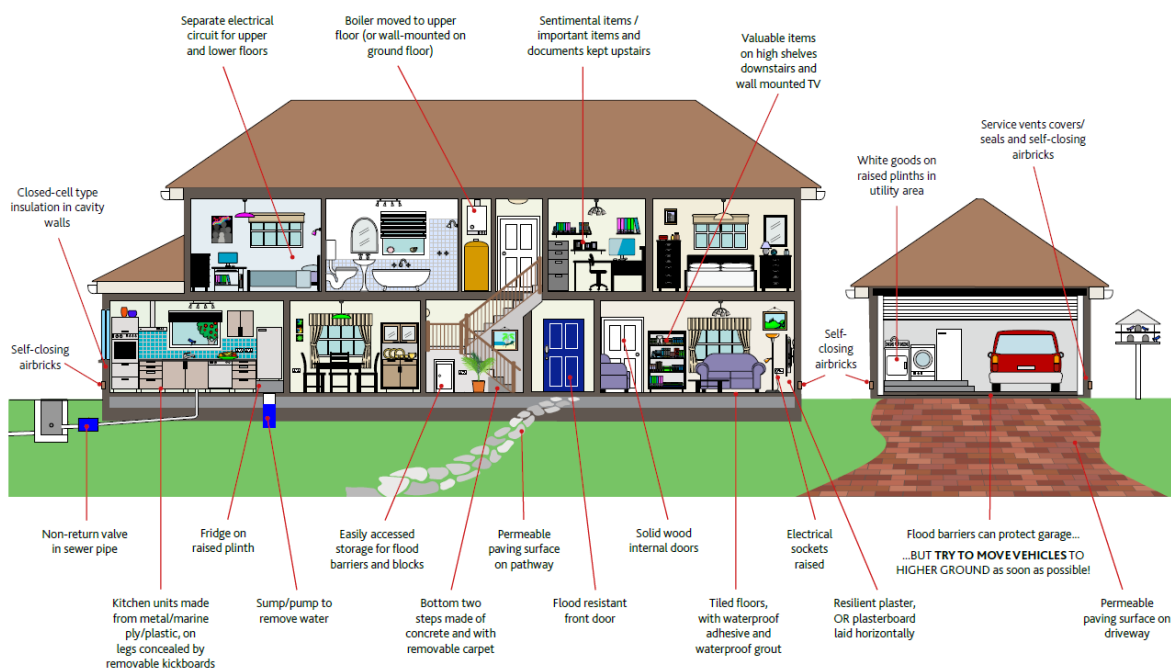 Separate electrical
circuit for upper
and lower floors
Boiler moved to upper
floor (or wall-mounted on
ground floor)
Sentimental items /
important items and
documents kept upstairs
Valuable items
on high shelves
downstairs and
wall mounted TV
Service vents covers/
seals and self-closing
airbricks
White goods on
raised plinths in
utility area
Closed-cell type
insulation in cavity
walls
Self-closing
airbricks
Self-
closing
airbricks
Non-return valve
in sewer pipe
Fridge on
raised plinth
Easily accessed
storage for flood
barriers and blocks
Permeable
paving surface
on pathway
Solid wood
internal doors
Electrical
sockets
raised
Flood barriers can protect garage...
...BUT TRY TO MOVE VEHICLES TO
HIGHER GROUND as soon as possible!
Kitchen units made
from metal/marine
ply/plastic, on
legs concealed by
removable kickboards
Sump/pump to
remove water
Bottom two
steps made of
concrete and with
removable carpet
Flood resistant
front door
Tiled floors,
with waterproof
adhesive and
waterproof grout
Resilient plaster,
OR plasterboard
laid horizontally
Permeable
paving surface on
driveway